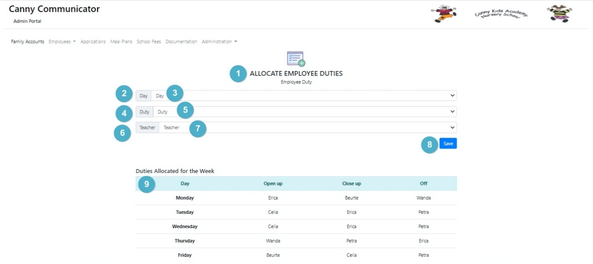 Canny Communicator
Admin Portal
Canny Kids Academy
Nursery School
Family Accounts Employees Applications Meal Plans School Fees Documentation Administration
1 ALLOCATE EMPLOYEE DUTIES
Employee Duty
2 Day Day 3
4 Duty Duty 5
6 Teacher Teacher 7
8 Save
Duties Allocated for the Week
9 Day Open up Close up Off
Monday Erica Beurte Wanda
Tuesday Celia Erica Petra
Wednesday Celia Erica Petra
Thursday Wanda Petra Erica
Friday Beurte Celia Petra